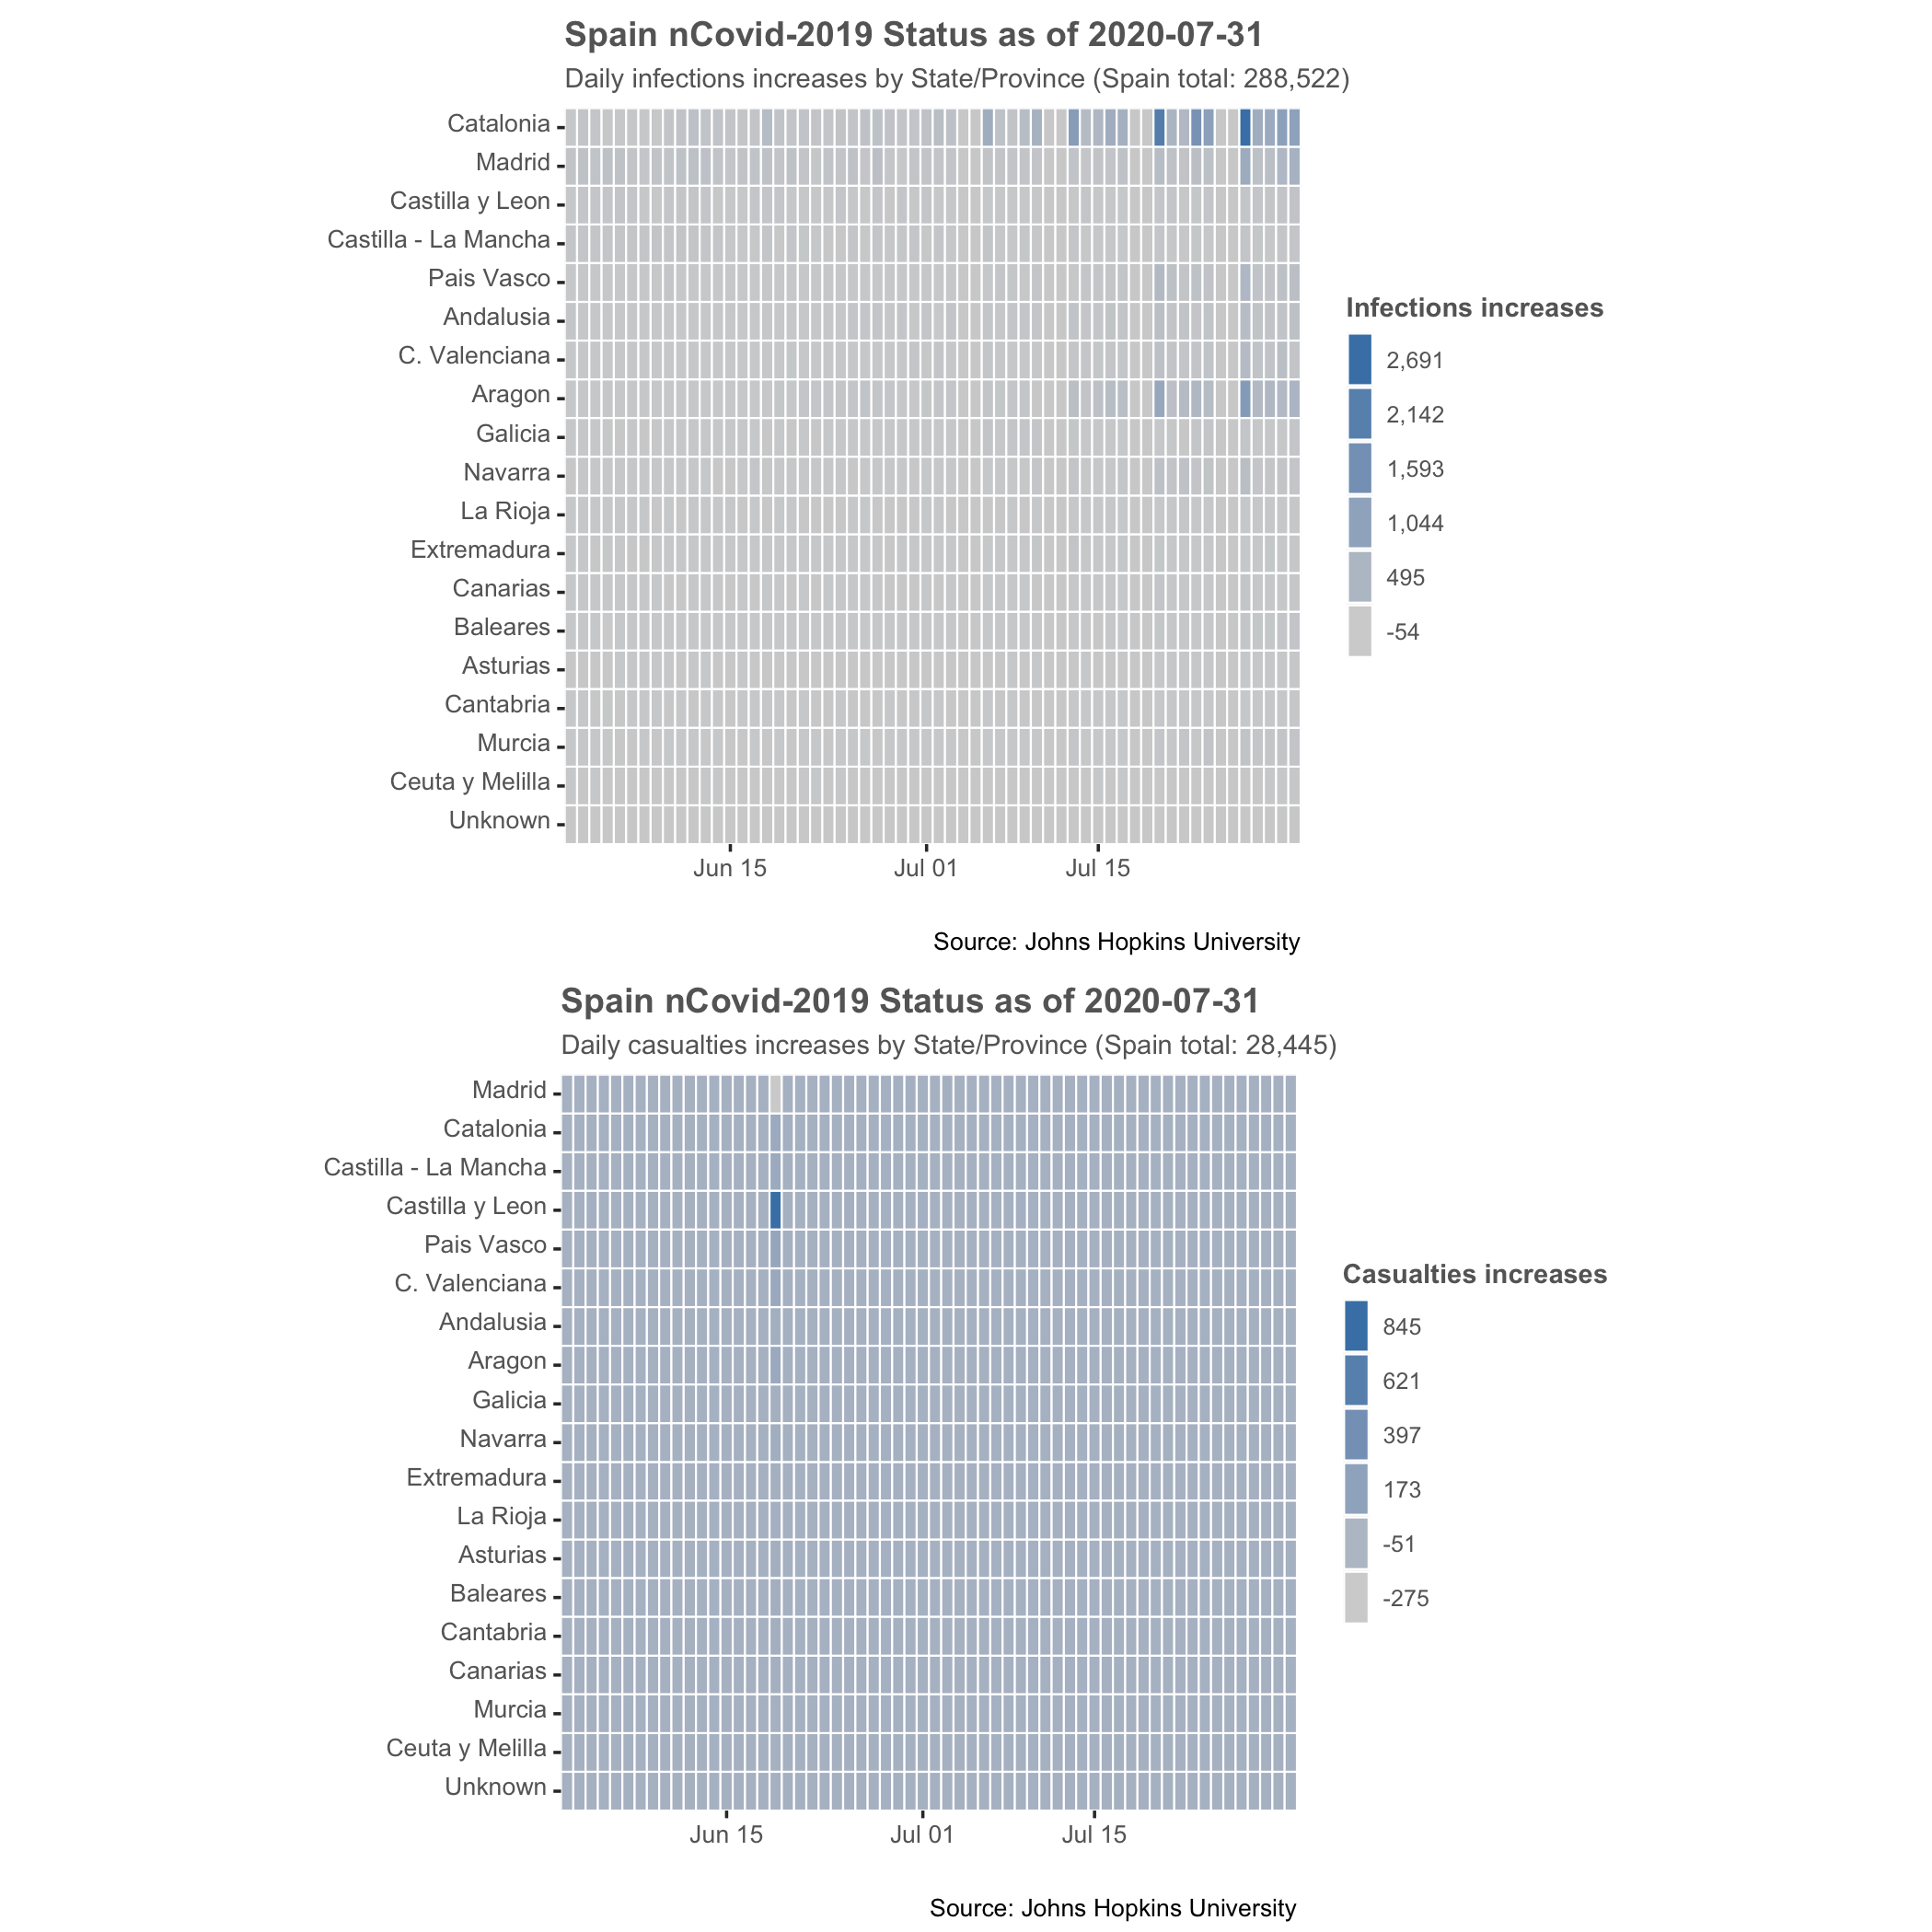 Spain nCovid-2019 Status as of 2020-07-31
Daily infections increases by State/Province (Spain total: 288,522)
Catalonia
Madrid
Castilla y Leon
Castilla - La Mancha
Pais Vasco
Andalusia
C. Valenciana
Aragon
Galicia
Navarra
La Rioja
Extremadura
Canarias
Baleares
Asturias
Cantabria
Murcia
Ceuta y Melilla
Unknown
Jun 15 Jul 01 Jul 15
Infections increases
2,691
2,142
1,593
1,044
495
-54
Source: Johns Hopkins University
Spain nCovid-2019 Status as of 2020-07-31
Daily casualties increases by State/Province (Spain total: 28,445)
Madrid
Catalonia
Castilla - La Mancha
Castilla y Leon
Pais Vasco
C. Valenciana
Andalusia
Aragon
Galicia
Navarra
Extremadura
La Rioja
Asturias
Baleares
Cantabria
Canarias
Murcia
Ceuta y Melilla
Unknown
Jun 15 Jul 01 Jul 15
Casualties increases
845
621
397
173
-51
-275
Source: Johns Hopkins University